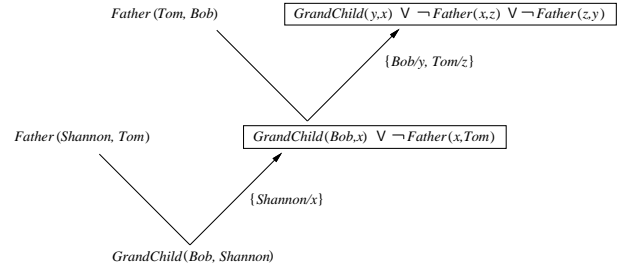 Father (Tom, Bob)
GrandChild(y,x) ∨ ¬Father(x,z) ∨ ¬Father(z,y)
{Bob/y, Tom/z}
Father (Shannon, Tom)
GrandChild(Bob,x) ∨ ¬Father(x,Tom)
{Shannon/x}
GrandChild(Bob, Shannon)